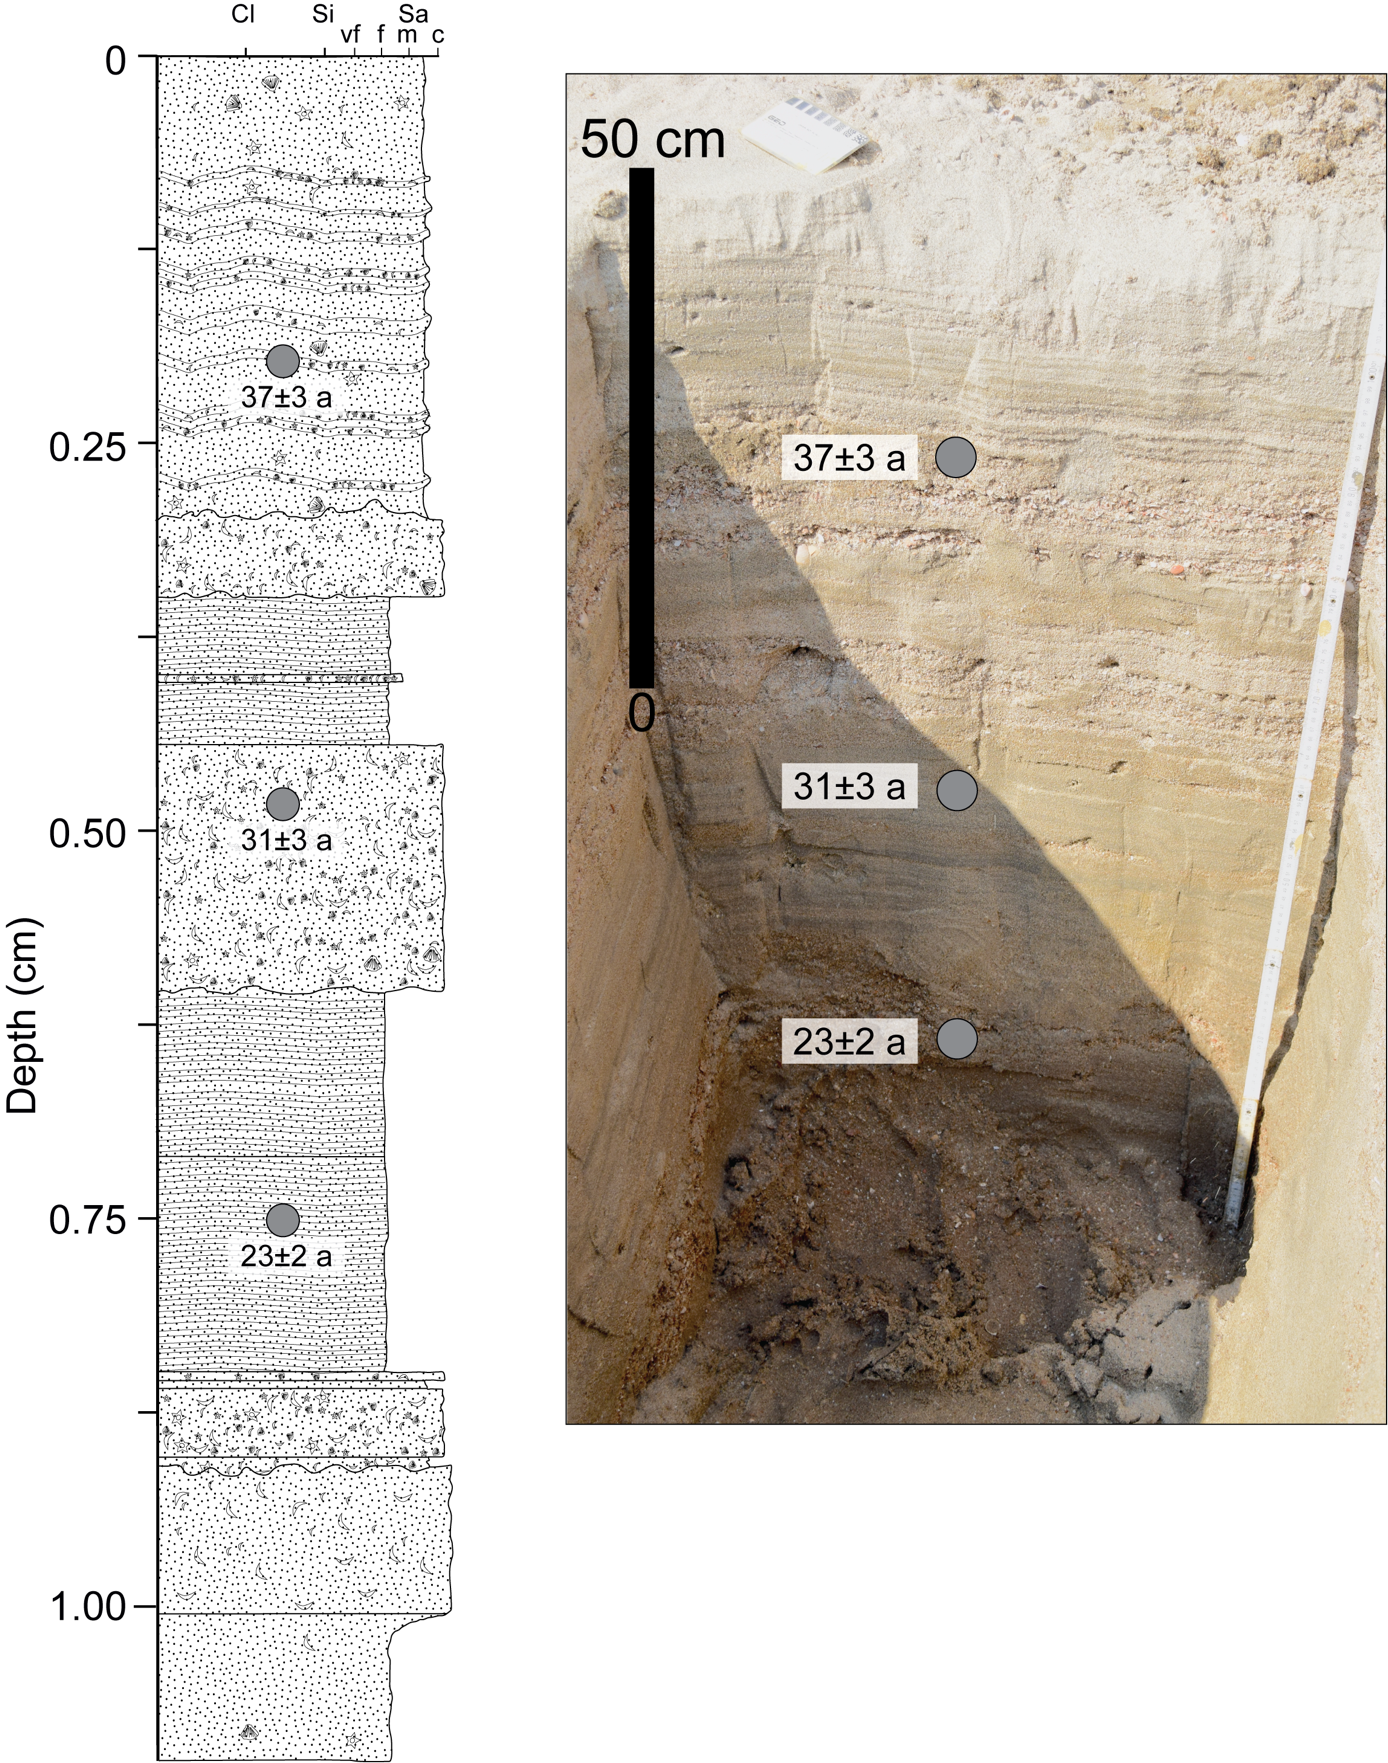 Cl Si Sa
vf f m c
0
37±3 a
0.25
0.50
31±3 a
Depth (cm)
0.75
23±2 a
1.00
50 cm
0
37±3 a
31±3 a
23±2 a